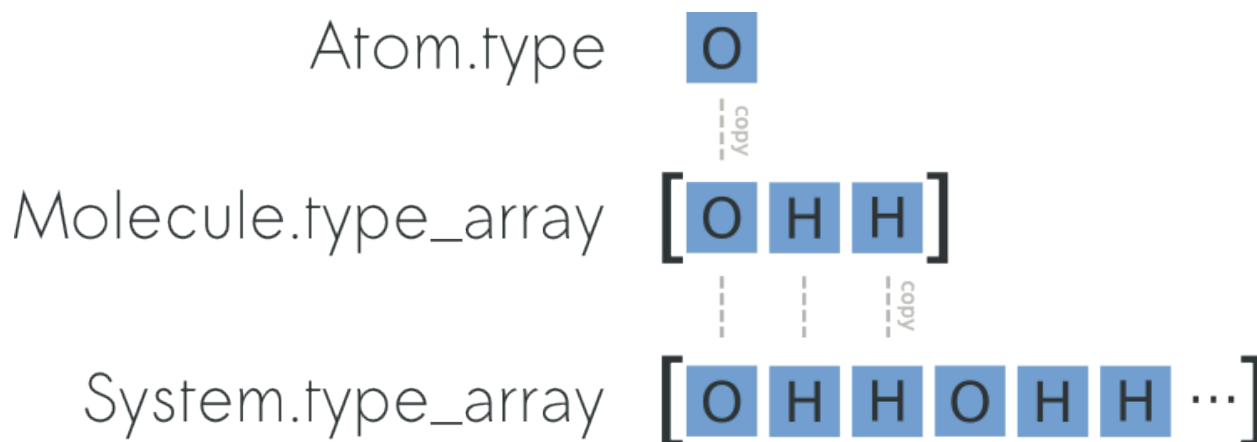 Atom.type O
copy
Molecule.type_array [O H H]
copy
System.type_array [O H H O H H ...]